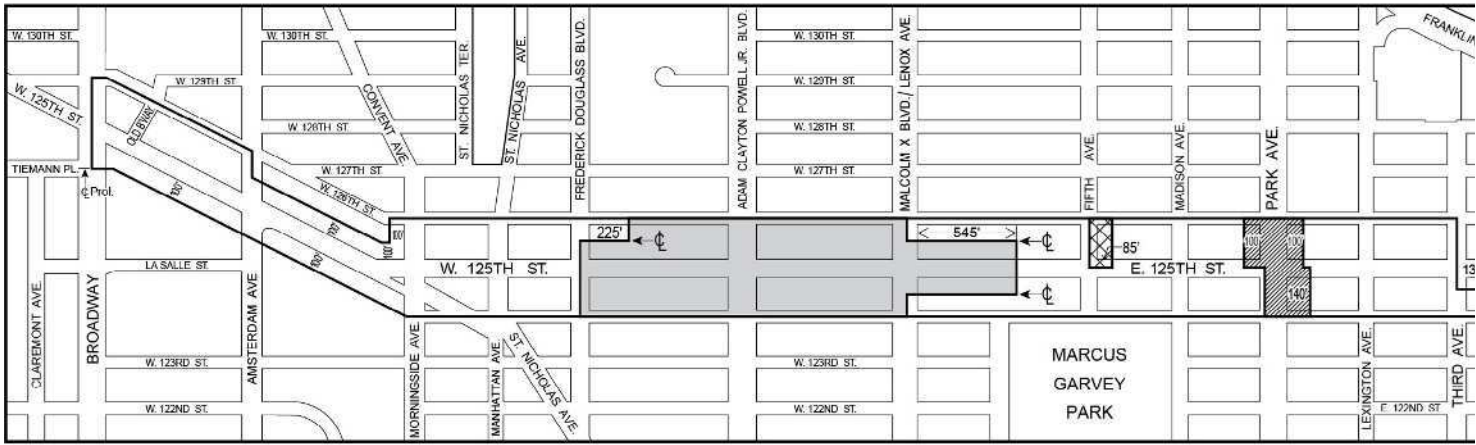 W. 130TH ST.
W. 130TH ST.
ST. NICHOLAS TER.
ST. NICHOLAS AVE.
FREDERICK DOUGLASS BLVD.
ADAM CLAYTON POWELL JR. BLVD.
W. 130TH ST.
MALCOLM X BLVD./ LENOX AVE.
FRANKLIN
W. 125TH ST.
W. 129TH ST.
CONVENT AVE.
W. 129TH ST.
OLD B'WAY
W. 128TH ST.
W. 128TH ST.
FIFTH AVE.
MADISON AVE.
PARK AVE.
TIEMANN PL.
W. 127TH ST.
W. 127TH ST.
℄ Prol.
100'
W. 126TH ST.
100'
100'
100'
100'
225'
℄
545'
℄
85'
100'
100'
LA SALLE ST.
W. 125TH ST.
E. 125TH ST.
13
℄
140'
CLAREMONT AVE.
BROADWAY
AMSTERDAM AVE
MORNINGSIDE AVE.
MANHATTAN AVE.
ST. NICHOLAS AVE.
W. 123RD ST.
W. 123RD ST.
MARCUS
GARVEY
PARK
LEXINGTON AVE.
THIRD AVE.
W. 122ND ST.
W. 122ND ST.
E. 122ND ST